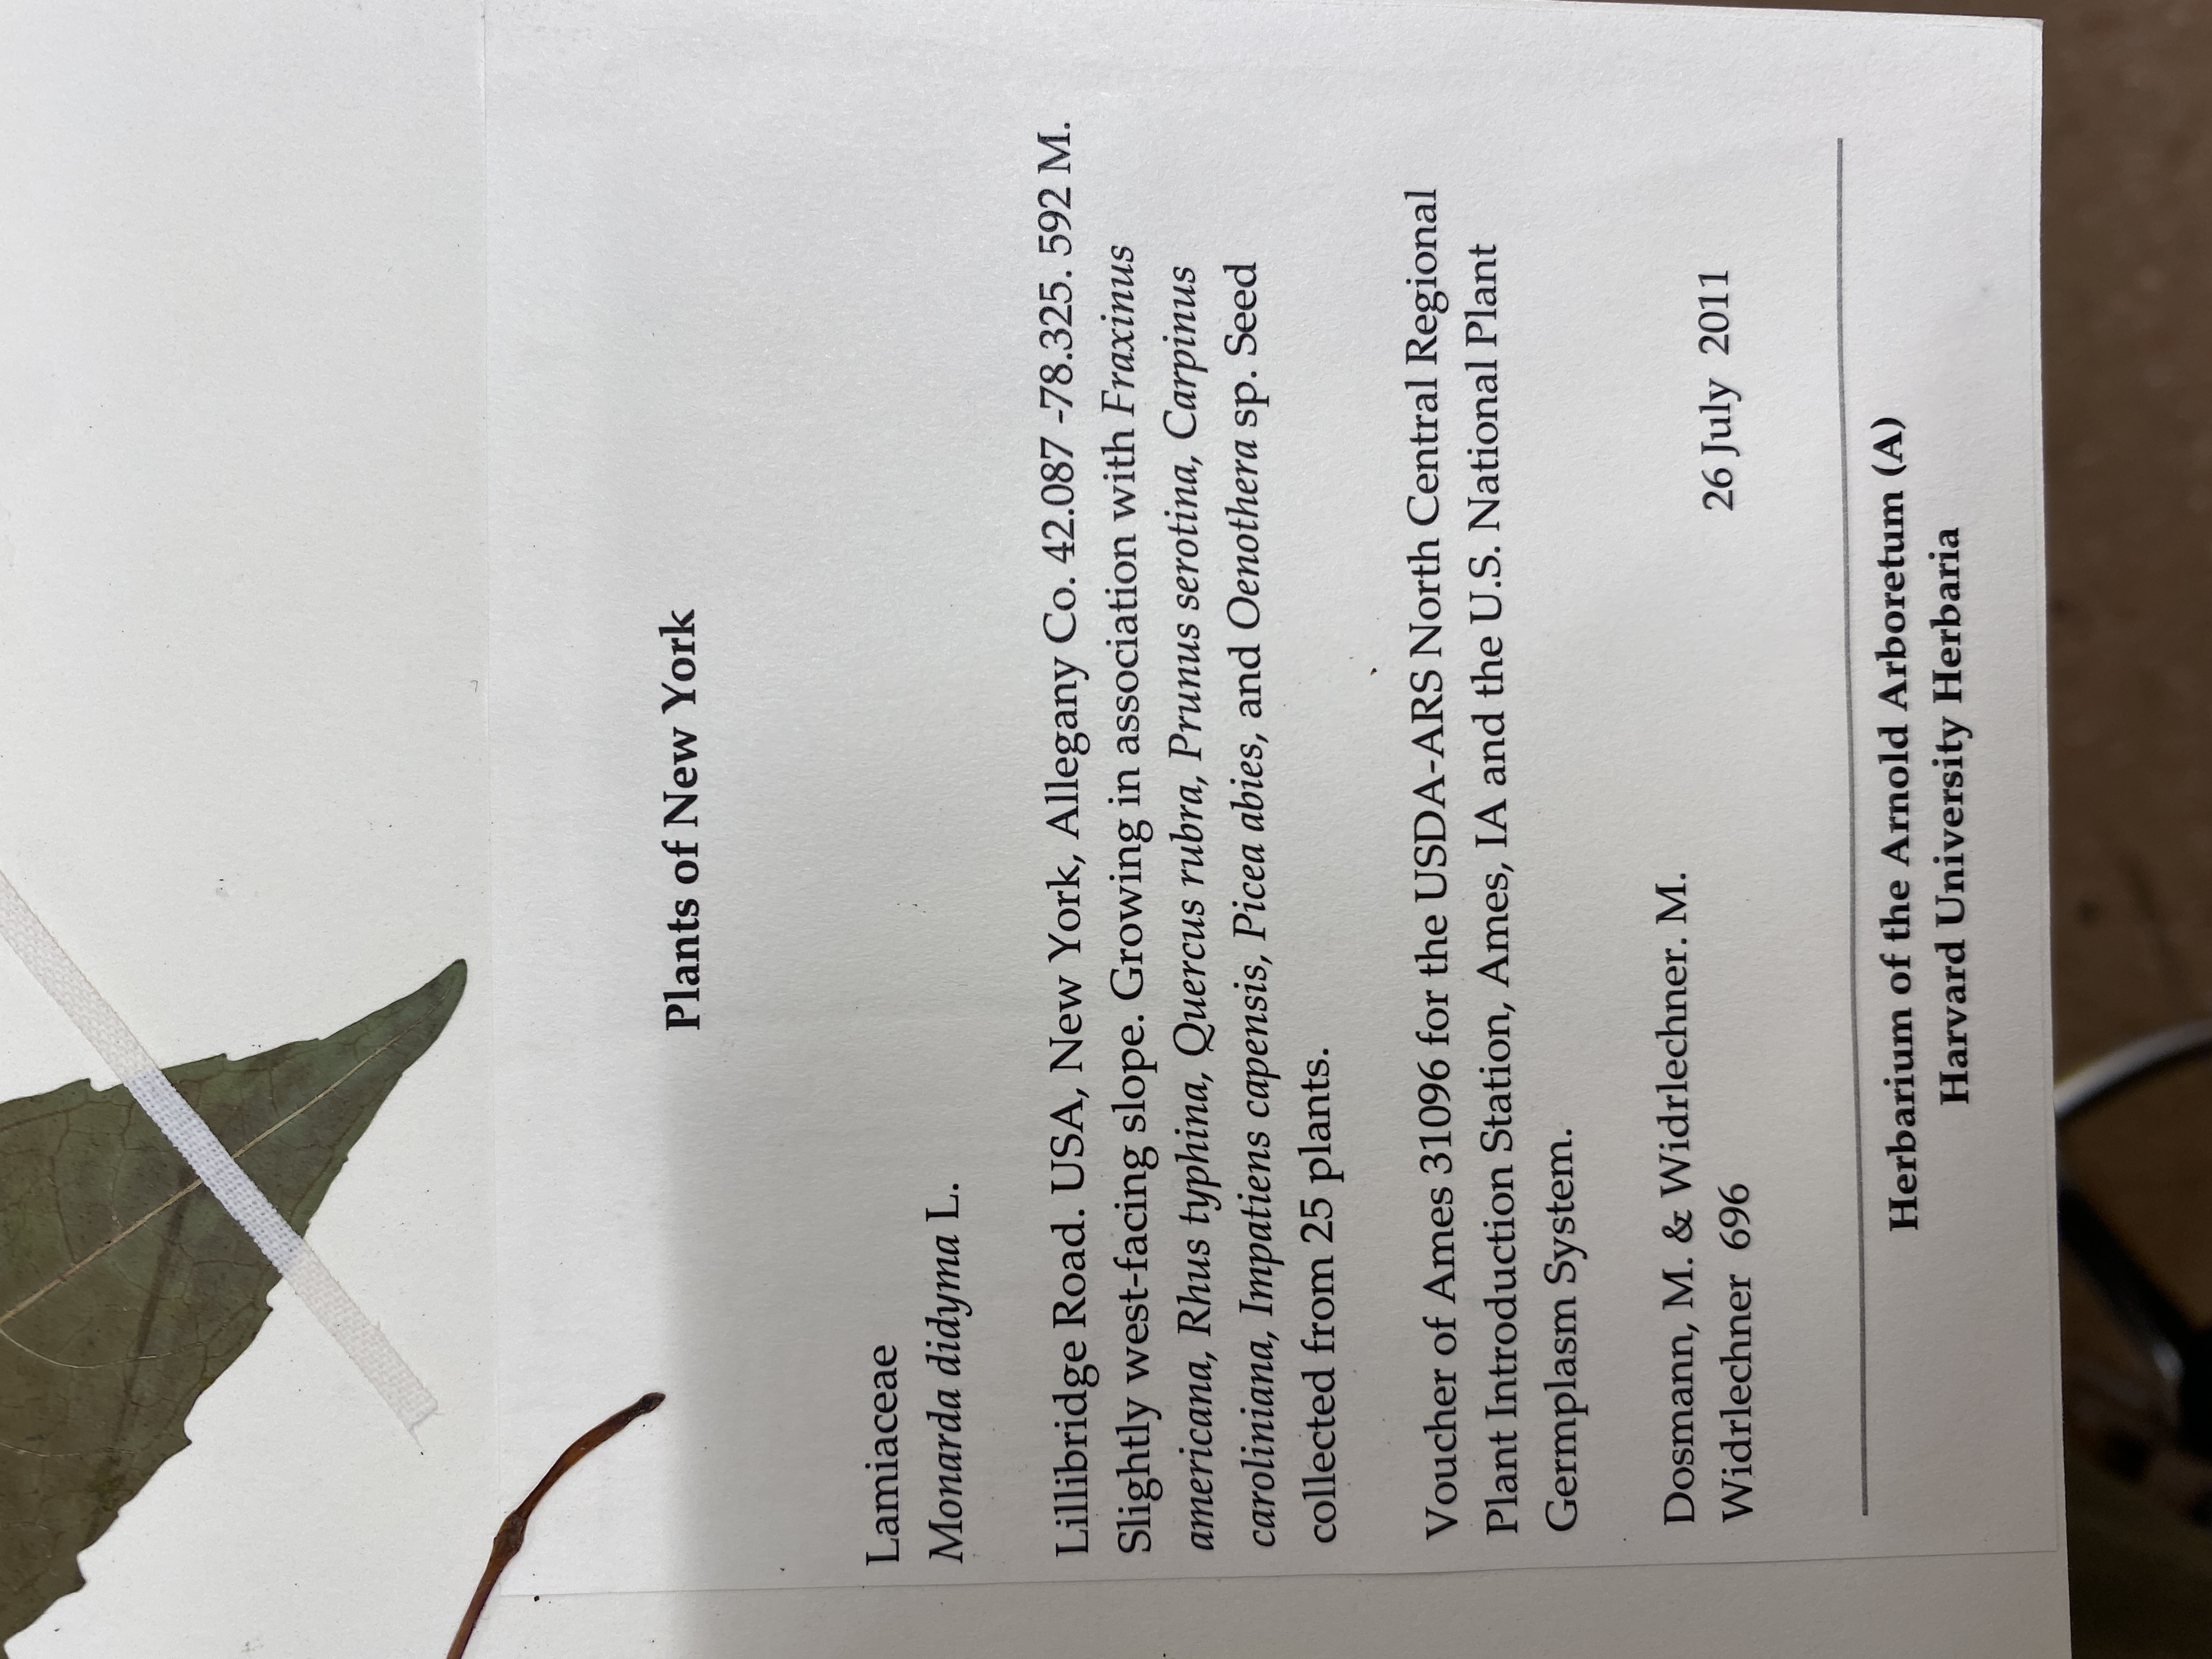 Plants of New York
Lamiaceae
Monarda didyma L.
Lillibridge Road. USA, New York, Allegany Co. 42.087 -78.325. 592 M.
Slightly west-facing slope. Growing in association with Fraxinus
americana, Rhus typhina, Quercus rubra, Prunus serotina, Carpinus
caroliniana, Impatiens capensis, Picea abies, and Oenothera sp. Seed
collected from 25 plants.
Voucher of Ames 31096 for the USDA-ARS North Central Regional
Plant Introduction Station, Ames, IA and the U.S. National Plant
Germplasm System.
Dosmann, M. & Widrlechner. M.
Widrlechner 696
26 July 2011
Herbarium of the Arnold Arboretum (A)
Harvard University Herbaria